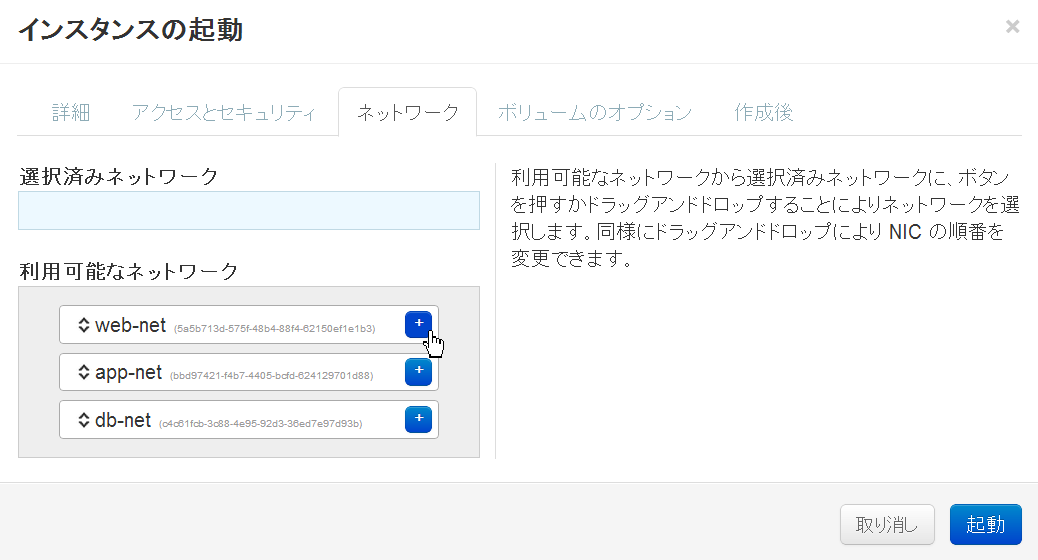 インスタンスの起動
×
詳細 アクセスとセキュリティ ネットワーク ボリュームのオプション 作成後
選択済みネットワーク
利用可能なネットワーク
web-net (5a5b713d-575f-48b4-88f4-62150ef1e1b3) +
app-net (bbd97421-f4b7-4405-bcfd-624129701d88) +
db-net (c4c61fcb-3c88-4e95-92d3-36ed7e97d93b) +
利用可能なネットワークから選択済みネットワークに、ボタン
を押すかドラッグアンドドロップすることによりネットワークを選
択します。同様にドラッグアンドドロップにより NIC の順番を
変更できます。
取り消し 起動